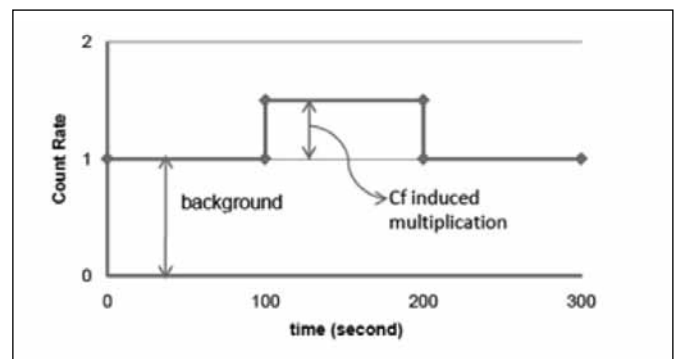 2
Count Rate
1
0
background
Cf induced
multiplication
0 100 200 300
time (second)